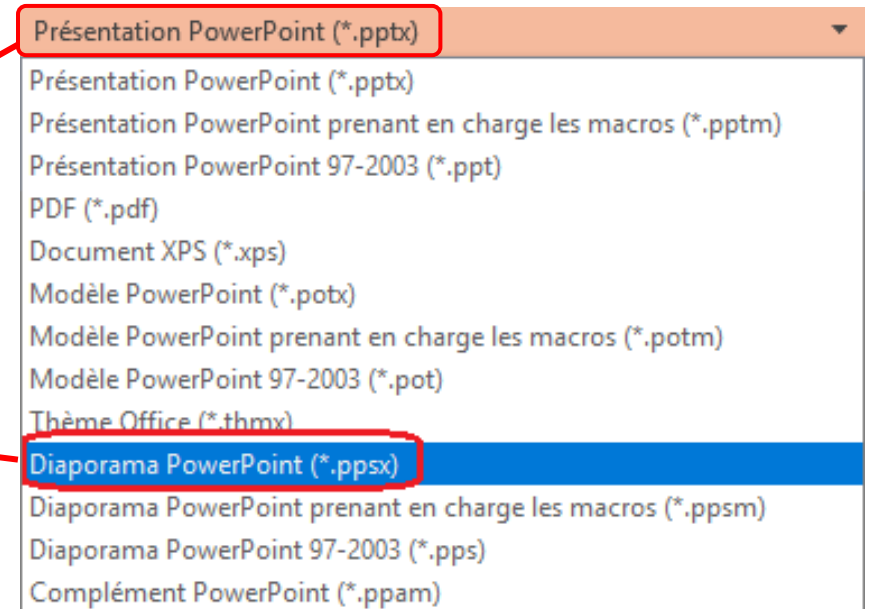 Présentation PowerPoint (*.pptx)
Présentation PowerPoint (*.pptx)
Présentation PowerPoint prenant en charge les macros (*.pptm)
Présentation PowerPoint 97-2003 (*.ppt)
PDF (*.pdf)
Document XPS (*.xps)
Modèle PowerPoint (*.potx)
Modèle PowerPoint prenant en charge les macros (*.potm)
Modèle PowerPoint 97-2003 (*.pot)
Thème Office (*.thmx)
Diaporama PowerPoint (*.ppsx)
Diaporama PowerPoint prenant en charge les macros (*.ppsm)
Diaporama PowerPoint 97-2003 (*.pps)
Complément PowerPoint (*.ppam)